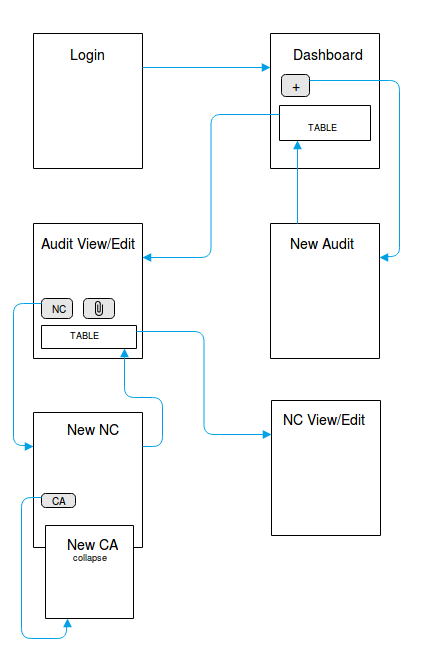 Login
Dashboard
+
TABLE
Audit View/Edit
New Audit
NC
TABLE
New NC
NC View/Edit
CA
New CA
collapse